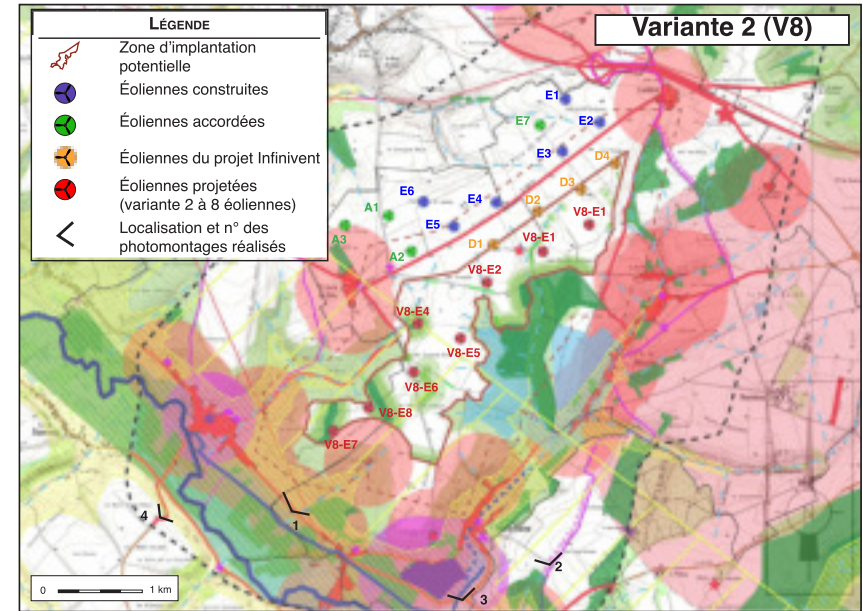 LÉGENDE
Zone d'implantation
potentielle
Éoliennes construites
Éoliennes accordées
Éoliennes du projet Infinivent
Éoliennes projetées
(variante 2 à 8 éoliennes)
Localisation et n° des
photomontages réalisés
Variante 2 (V8)
E1
E7
E2
E3
D4
D3
E6
E4
D2
A1
V8-E1
E5
A3
D1
V8-E1
A2
V8-E2
V8-E4
V8-E5
V8-E6
V8-E8
V8-E7
4
1
2
3
0
1 km